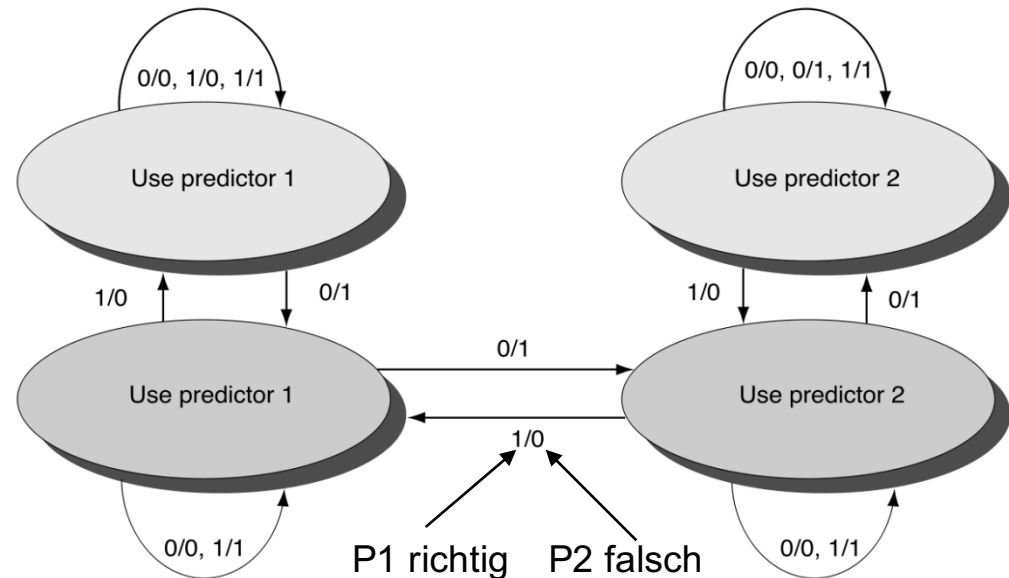 0/0, 1/0, 1/1
0/0, 0/1, 1/1
Use predictor 1
Use predictor 2
1/0
0/1
1/0
0/1
0/1
Use predictor 1
Use predictor 2
1/0
0/0, 1/1
P1 richtig
P2 falsch
0/0, 1/1